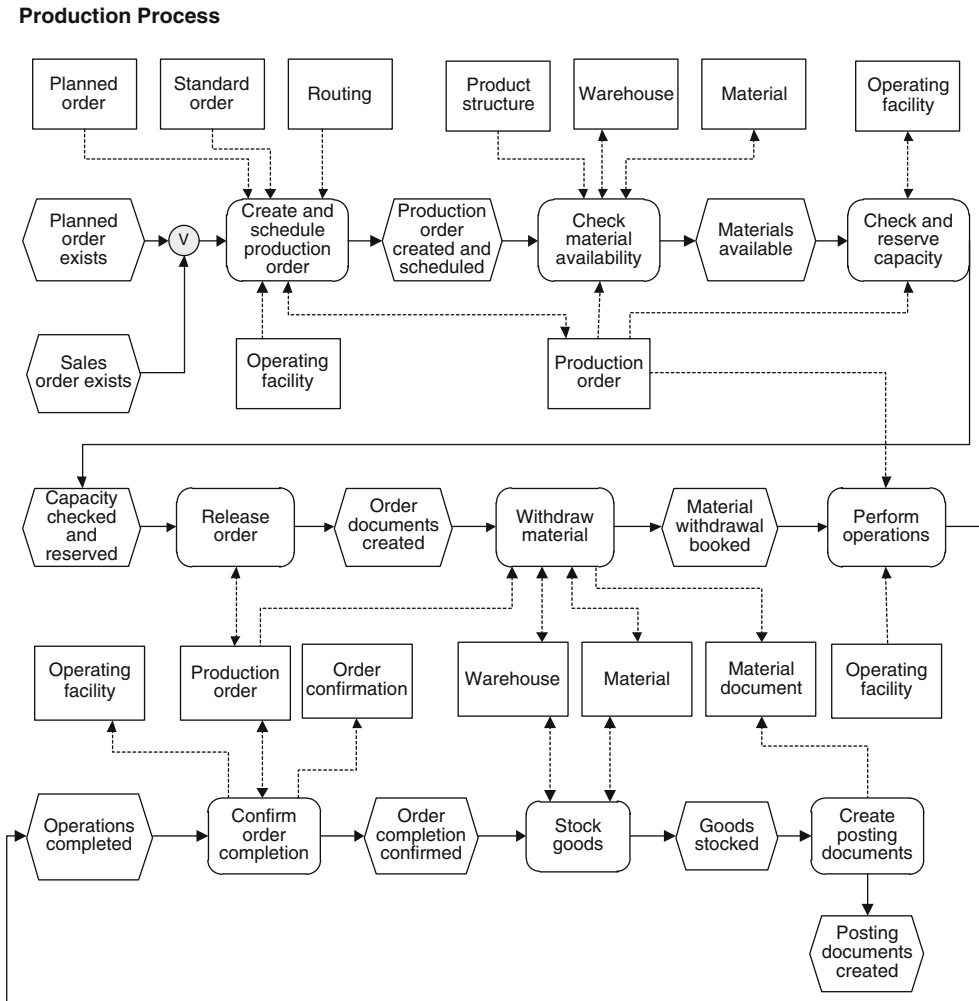 Production Process
Planned
order
Standard
order
Routing
Product
structure
Warehouse
Material
Operating
facility
Planned
order
exists
V
Create and
schedule
production
order
Production
order
created and
scheduled
Check
material
availability
Materials
available
Check and
reserve
capacity
Sales
order exists
Operating
facility
Production
order
Capacity
checked
and
reserved
Release
order
Order
documents
created
Withdraw
material
Material
withdrawal
booked
Perform
operations
Operating
facility
Production
order
Order
confirmation
Warehouse
Material
Material
document
Operating
facility
Operations
completed
Confirm
order
completion
Order
completion
confirmed
Stock
goods
Goods
stocked
Create
posting
documents
Posting
documents
created